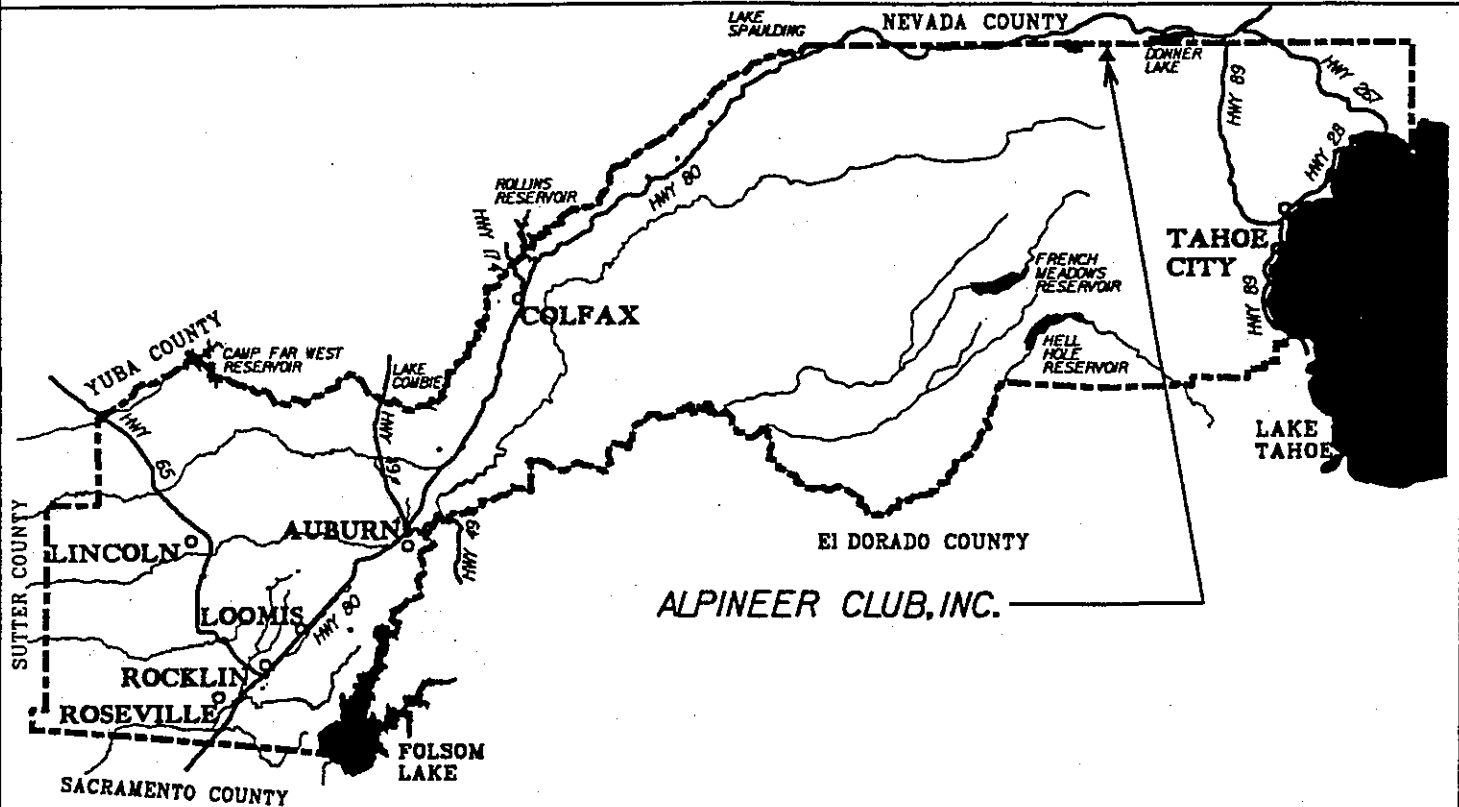 LAKE
SPAULDING
NEVADA COUNTY
DONNER
LAKE
HWY 89
HWY 267
HWY 28
ROLLINS
RESERVOIR
HWY 174
HWY 80
TAHOE
CITY
FRENCH
MEADOWS
RESERVOIR
HWY 89
COLFAX
YUBA COUNTY
CAMP FAR WEST
RESERVOIR
LAKE
COMBIE
HELL
HOLE
RESERVOIR
HWY 65
HWY 49
LAKE
TAHOE
SUTTER COUNTY
AUBURN
HWY 49
LINCOLN
El DORADO COUNTY
LOOMIS
HWY 80
ALPINEER CLUB, INC.
ROCKLIN
ROSEVILLE
FOLSOM
LAKE
SACRAMENTO COUNTY